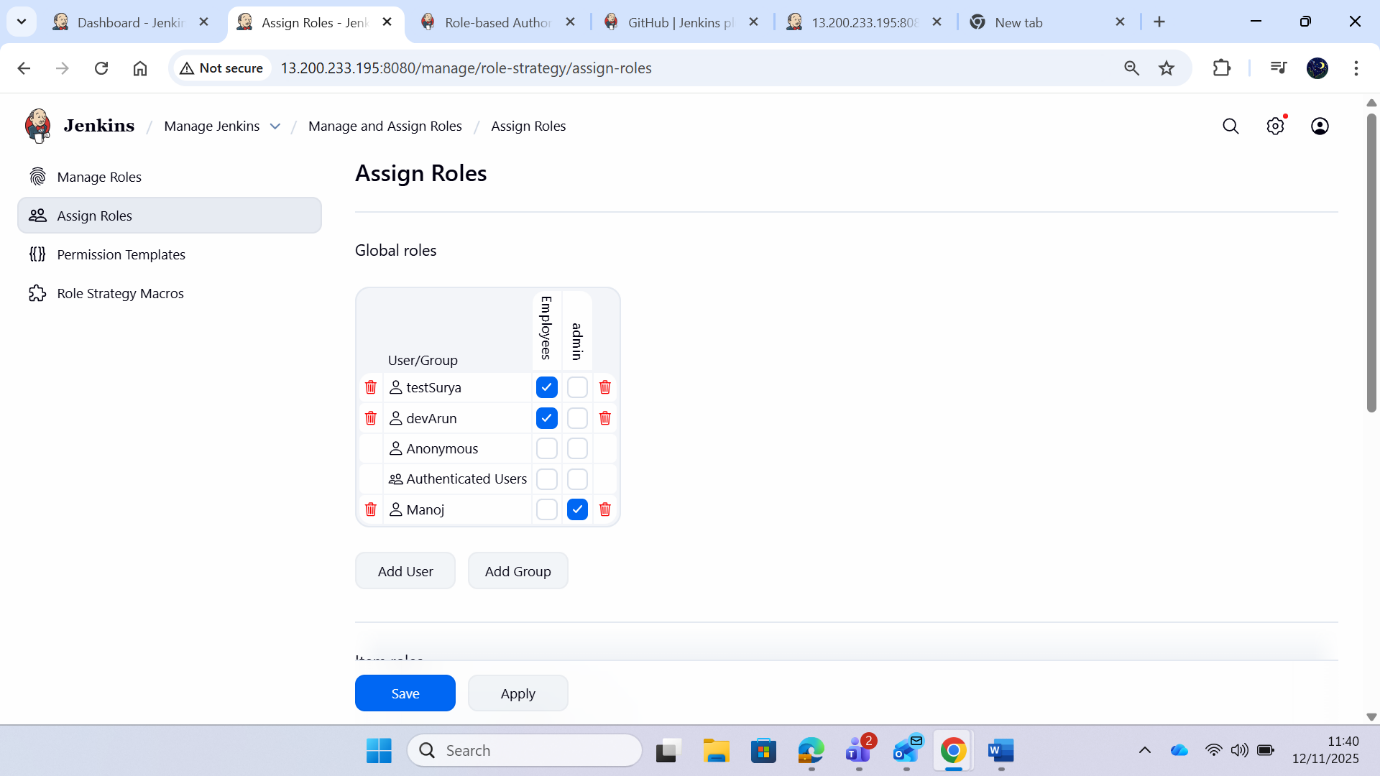 Dashboard - Jenkin
Assign Roles - Jenk
Role-based Author
GitHub | Jenkins pl
13.200.233.195:808
New tab
Not secure
13.200.233.195:8080/manage/role-strategy/assign-roles
Jenkins / Manage Jenkins / Manage and Assign Roles / Assign Roles
Manage Roles
Assign Roles
Permission Templates
Role Strategy Macros
Assign Roles
Global roles
User/Group
Employees
admin
testSurya
devArun
Anonymous
Authenticated Users
Manoj
Add User
Add Group
Item roles
Save
Apply
Search
2
11:40
12/11/2025